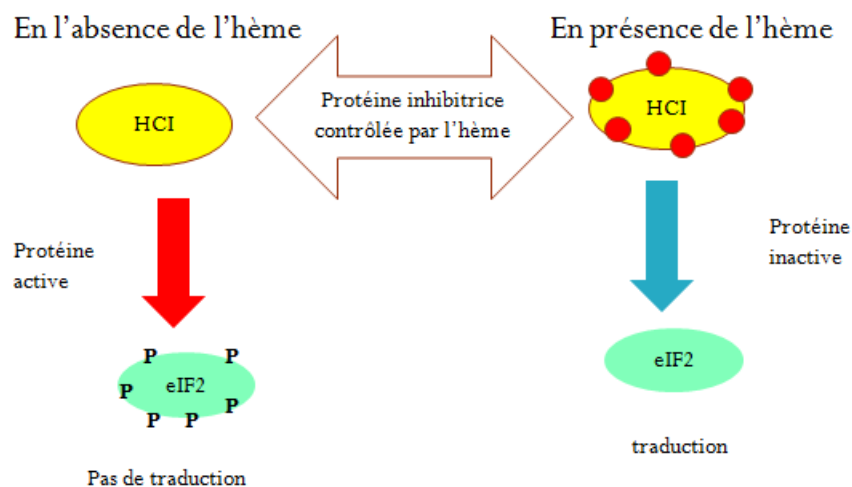 En l'absence de l'hème
En présence de l'hème
HCI
Protéine inhibitrice
contrôlée par l'hème
HCI
Protéine
active
Protéine
inactive
P P
P eIF2
P P P
eIF2
Pas de traduction
traduction